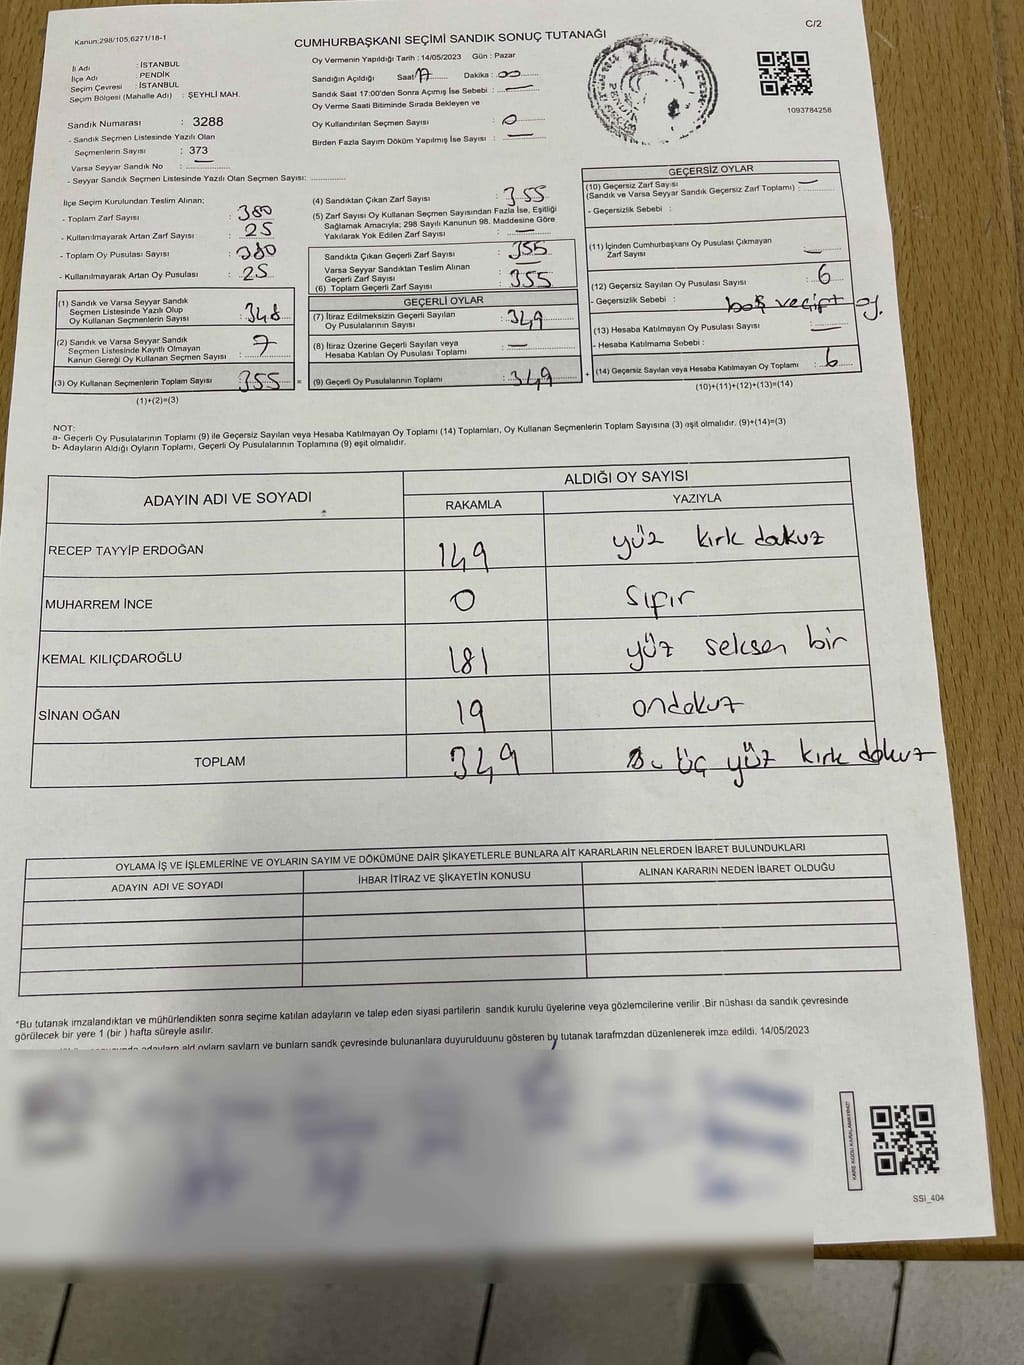 C/2
Kanun:298/105,6271/18-1
CUMHURBAŞKANI SEÇİMİ SANDIK SONUÇ TUTANAĞI
İl Adı : İSTANBUL
İlçe Adı : PENDİK
Seçim Çevresi : İSTANBUL
Seçim Bölgesi (Mahalle Adı) : ŞEYHLİ MAH.
Sandık Numarası : 3288
- Sandık Seçmen Listesinde Yazılı Olan
Seçmenlerin Sayısı : 373
Varsa Seyyar Sandık No : —
- Seyyar Sandık Seçmen Listesinde Yazılı Olan Seçmen Sayısı:
Oy Vermenin Yapıldığı Tarih : 14/05/2023 Gün : Pazar
Sandığın Açıldığı Saat 17 Dakika : 00
Sandık Saat 17:00'den Sonra Açımış İse Sebebi : —
Oy Verme Saati Bitiminde Sırada Bekleyen ve
Oy Kullandırılan Seçmen Sayısı : 0
Birden Fazla Sayım Döküm Yapılmış İse Sayısı : —
PENDİK
1093784258
İlçe Seçim Kurulundan Teslim Alınan;
- Toplam Zarf Sayısı : 380
- Kullanılmayarak Artan Zarf Sayısı : 25
- Toplam Oy Pusulası Sayısı : 380
- Kullanılmayarak Artan Oy Pusulası : 25
(1) Sandık ve Varsa Seyyar Sandık
Seçmen Listesinde Yazılı Olup
Oy Kullanan Seçmenlerin Sayısı : 348
(2) Sandık ve Varsa Seyyar Sandık
Seçmen Listesinde Kayıtlı Olmayan
Kanun Gereği Oy Kullanan Seçmen Sayısı : 7
(3) Oy Kullanan Seçmenlerin Toplam Sayısı 355 =
(1)+(2)=(3)
(4) Sandıktan Çıkan Zarf Sayısı : 355
(5) Zarf Sayısı Oy Kullanan Seçmen Sayısından Fazla İse, Eşitliği
Sağlamak Amacıyla; 298 Sayılı Kanunun 98. Maddesine Göre
Yakılarak Yok Edilen Zarf Sayısı : —
Sandıkta Çıkan Geçerli Zarf Sayısı : 355
Varsa Seyyar Sandıktan Teslim Alınan
Geçerli Zarf Sayısı : —
(6) Toplam Geçerli Zarf Sayısı : 355
GEÇERLİ OYLAR
(7) İtiraz Edilmeksizin Geçerli Sayılan
Oy Pusulalarının Sayısı : 349
(8) İtiraz Üzerine Geçerli Sayılan veya
Hesaba Katılan Oy Pusulası Toplamı : —
(9) Geçerli Oy Pusulalarının Toplamı : 349 +
GEÇERSİZ OYLAR
(10) Geçersiz Zarf Sayısı —
(Sandık ve Varsa Seyyar Sandık Geçersiz Zarf Toplamı) :
- Geçersizlik Sebebi :
(11) İçinden Cumhurbaşkanı Oy Pusulası Çıkmayan
Zarf Sayısı : —
(12) Geçersiz Sayılan Oy Pusulası Sayısı : 6
- Geçersizlik Sebebi : boş ve çift oy.
(13) Hesaba Katılmayan Oy Pusulası Sayısı : —
- Hesaba Katılmama Sebebi :
(14) Geçersiz Sayılan veya Hesaba Katılmayan Oy Toplamı : 6
(10)+(11)+(12)+(13)=(14)
NOT:
a- Geçerli Oy Pusulalarının Toplamı (9) ile Geçersiz Sayılan veya Hesaba Katılmayan Oy Toplamı (14) Toplamları, Oy Kullanan Seçmenlerin Toplam Sayısına (3) eşit olmalıdır. (9)+(14)=(3)
b- Adayların Aldığı Oyların Toplamı, Geçerli Oy Pusulalarının Toplamına (9) eşit olmalıdır.
ADAYIN ADI VE SOYADI ALDIĞI OY SAYISI
RAKAMLA YAZIYLA
RECEP TAYYİP ERDOĞAN 149 yüz kırk dokuz
MUHARREM İNCE 0 Sıfır
KEMAL KILIÇDAROĞLU 181 yüz seksen bir
SİNAN OĞAN 19 ondokuz
TOPLAM 349 üç yüz kırk dokuz
OYLAMA İŞ VE İŞLEMLERİNE VE OYLARIN SAYIM VE DÖKÜMÜNE DAİR ŞİKAYETLERLE BUNLARA AİT KARARLARIN NELERDEN İBARET BULUNDUKLARI
ADAYIN ADI VE SOYADI İHBAR İTİRAZ VE ŞİKAYETİN KONUSU ALINAN KARARIN NEDEN İBARET OLDUĞU
*Bu tutanak imzalandıktan ve mühürlendikten sonra seçime katılan adayların ve talep eden siyasi partilerin sandık kurulu üyelerine veya gözlemcilerine verilir .Bir nüshası da sandık çevresinde
görülecek bir yere 1 (bir ) hafta süreyle asılır.
adayların ald oyların sayların ve bunların sandk çevresinde bulunanlara duyurulduunu gösteren bu tutanak tarafmzdan düzenlenerek imza edildi. 14/05/2023
KARE KODU KARALAMAYINIZ!
SSI_404